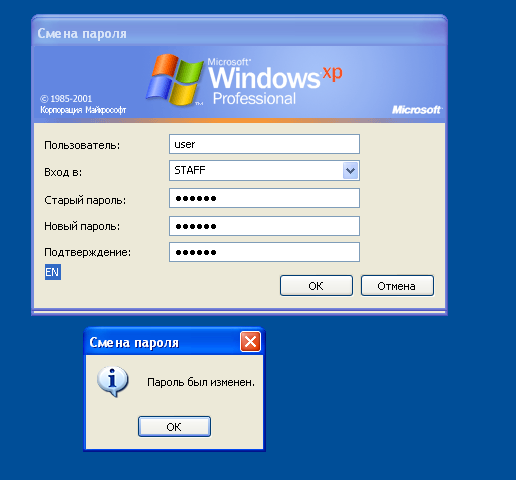 Смена пароля
Microsoft®
Windows xp
Professional
© 1985-2001
Корпорация Майкрософт
Microsoft
Пользователь: user
Вход в: STAFF
Старый пароль: ●●●●●●
Новый пароль: ●●●●●●
Подтверждение: ●●●●●●
EN
OK Отмена
Смена пароля
Пароль был изменен.
OK